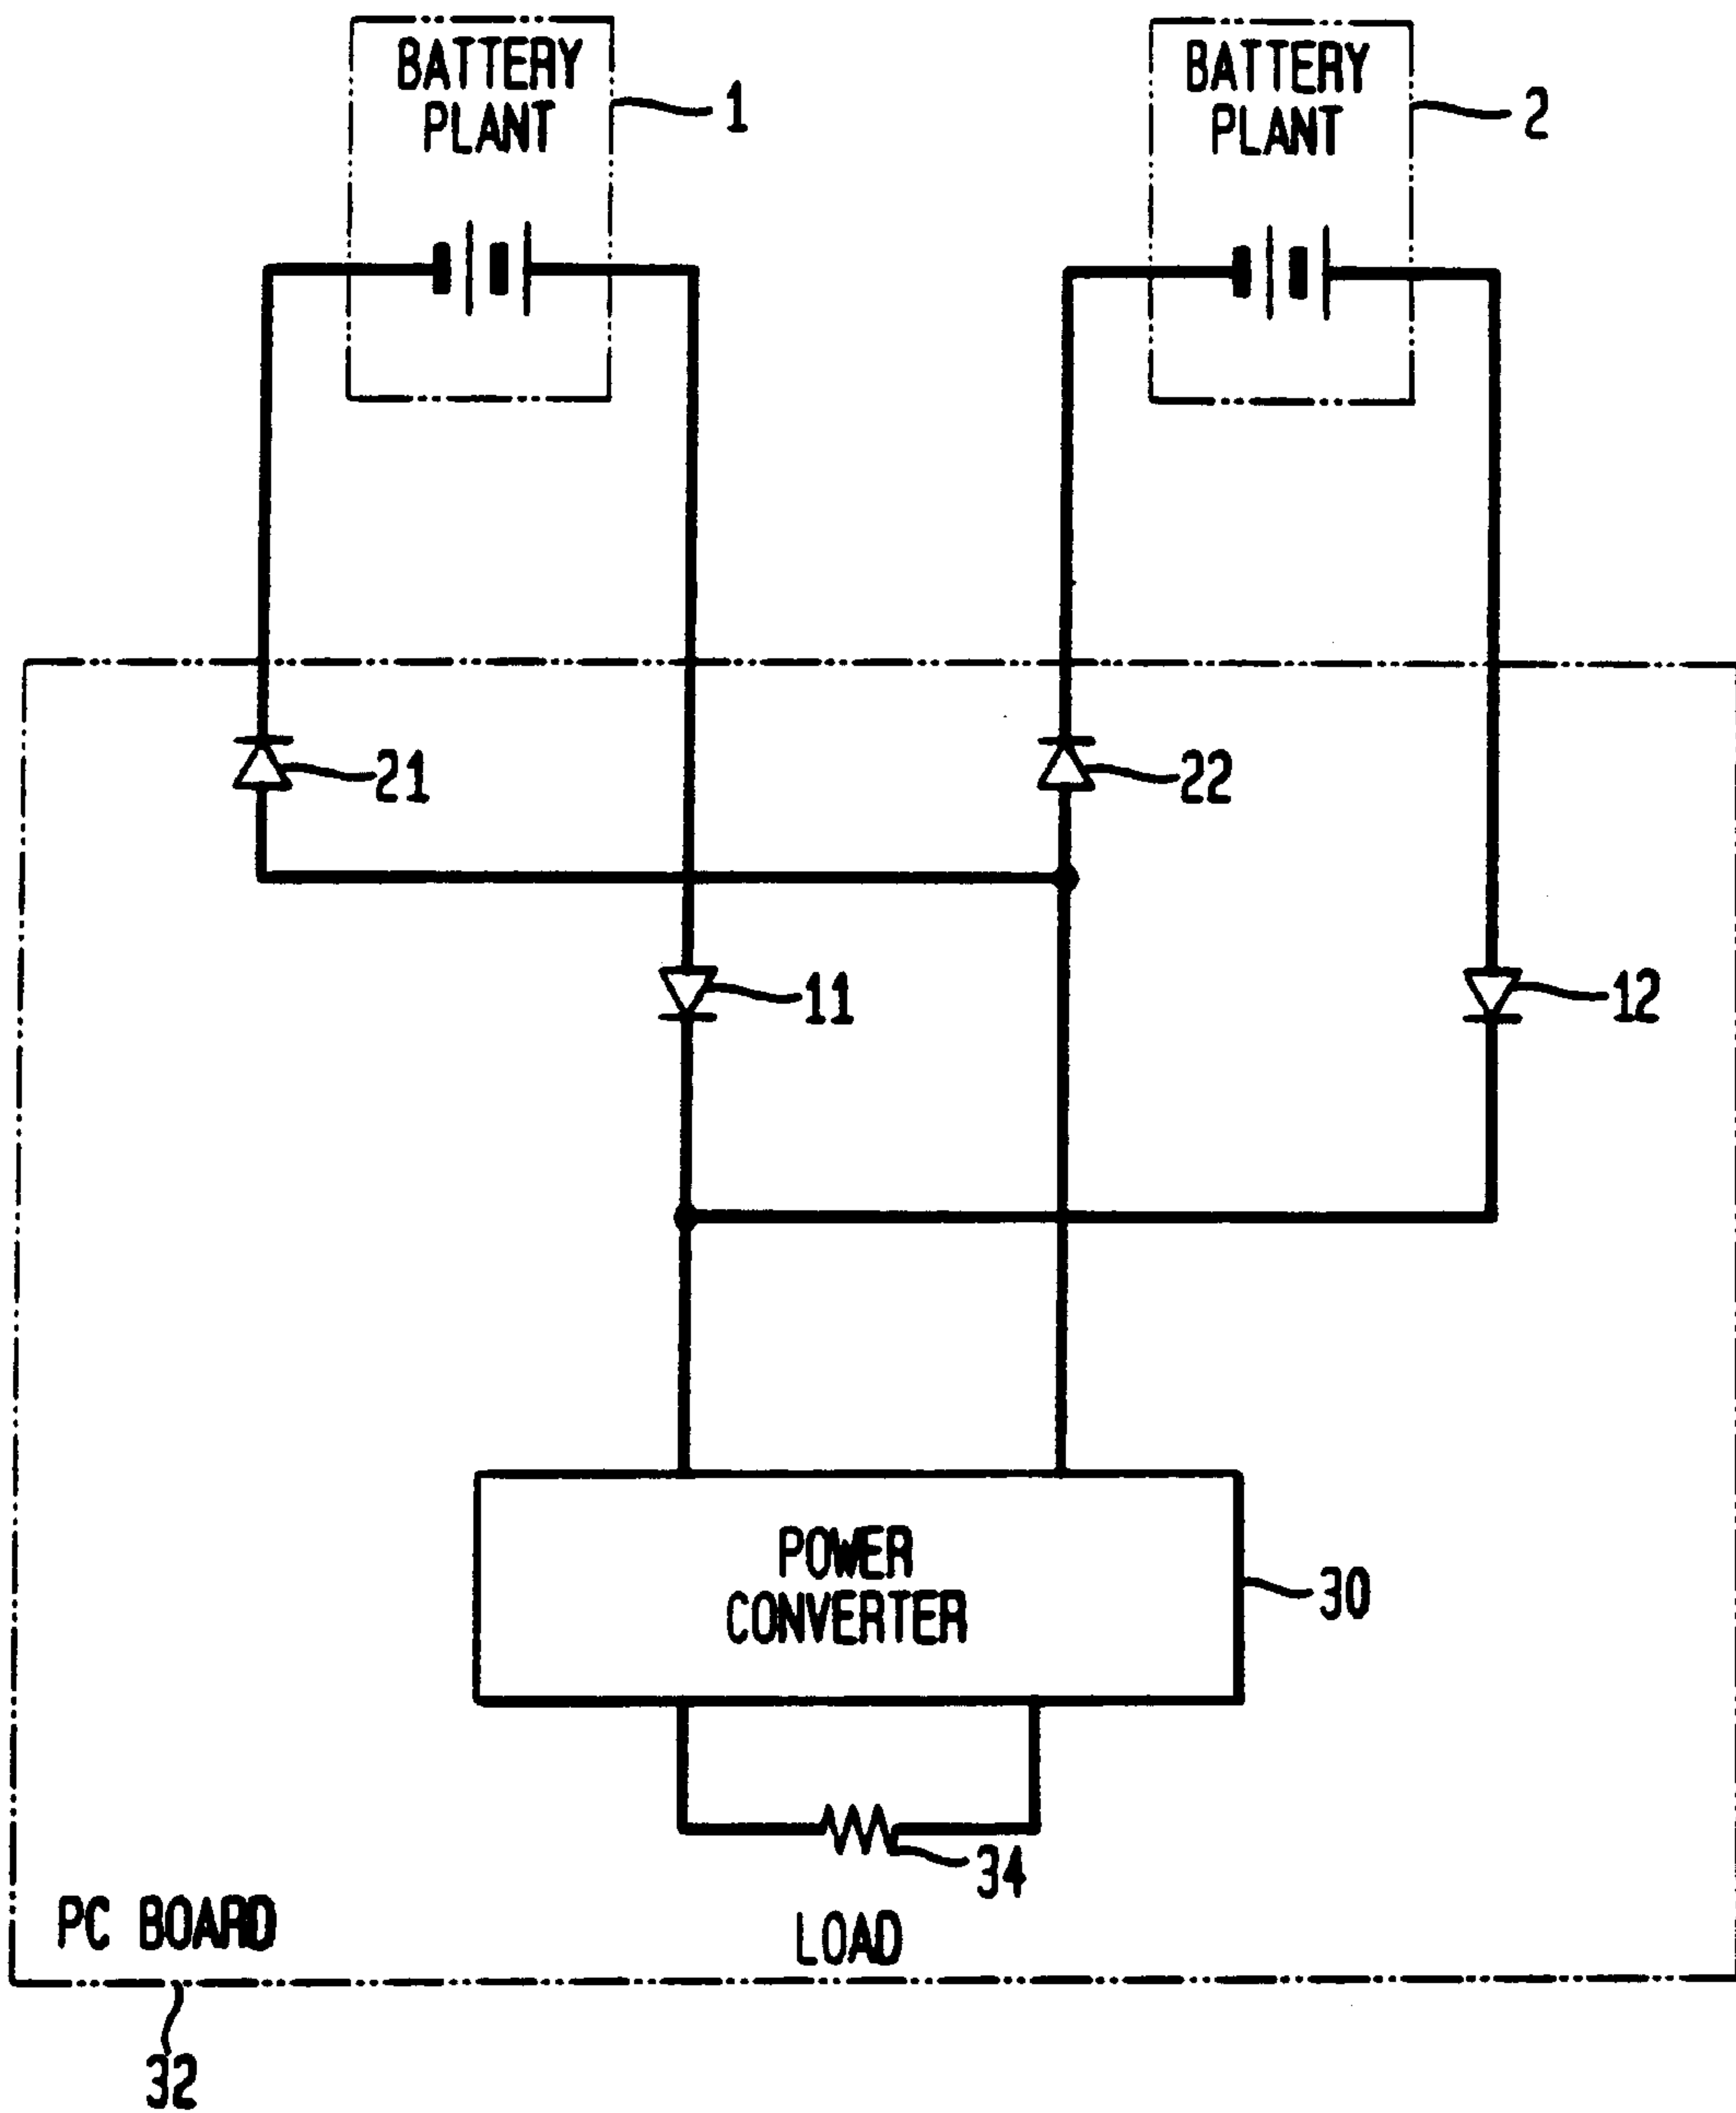 BATTERY
PLANT
1
BATTERY
PLANT
2
21
22
11
12
POWER
CONVERTER
30
34
PC BOARD
LOAD
32